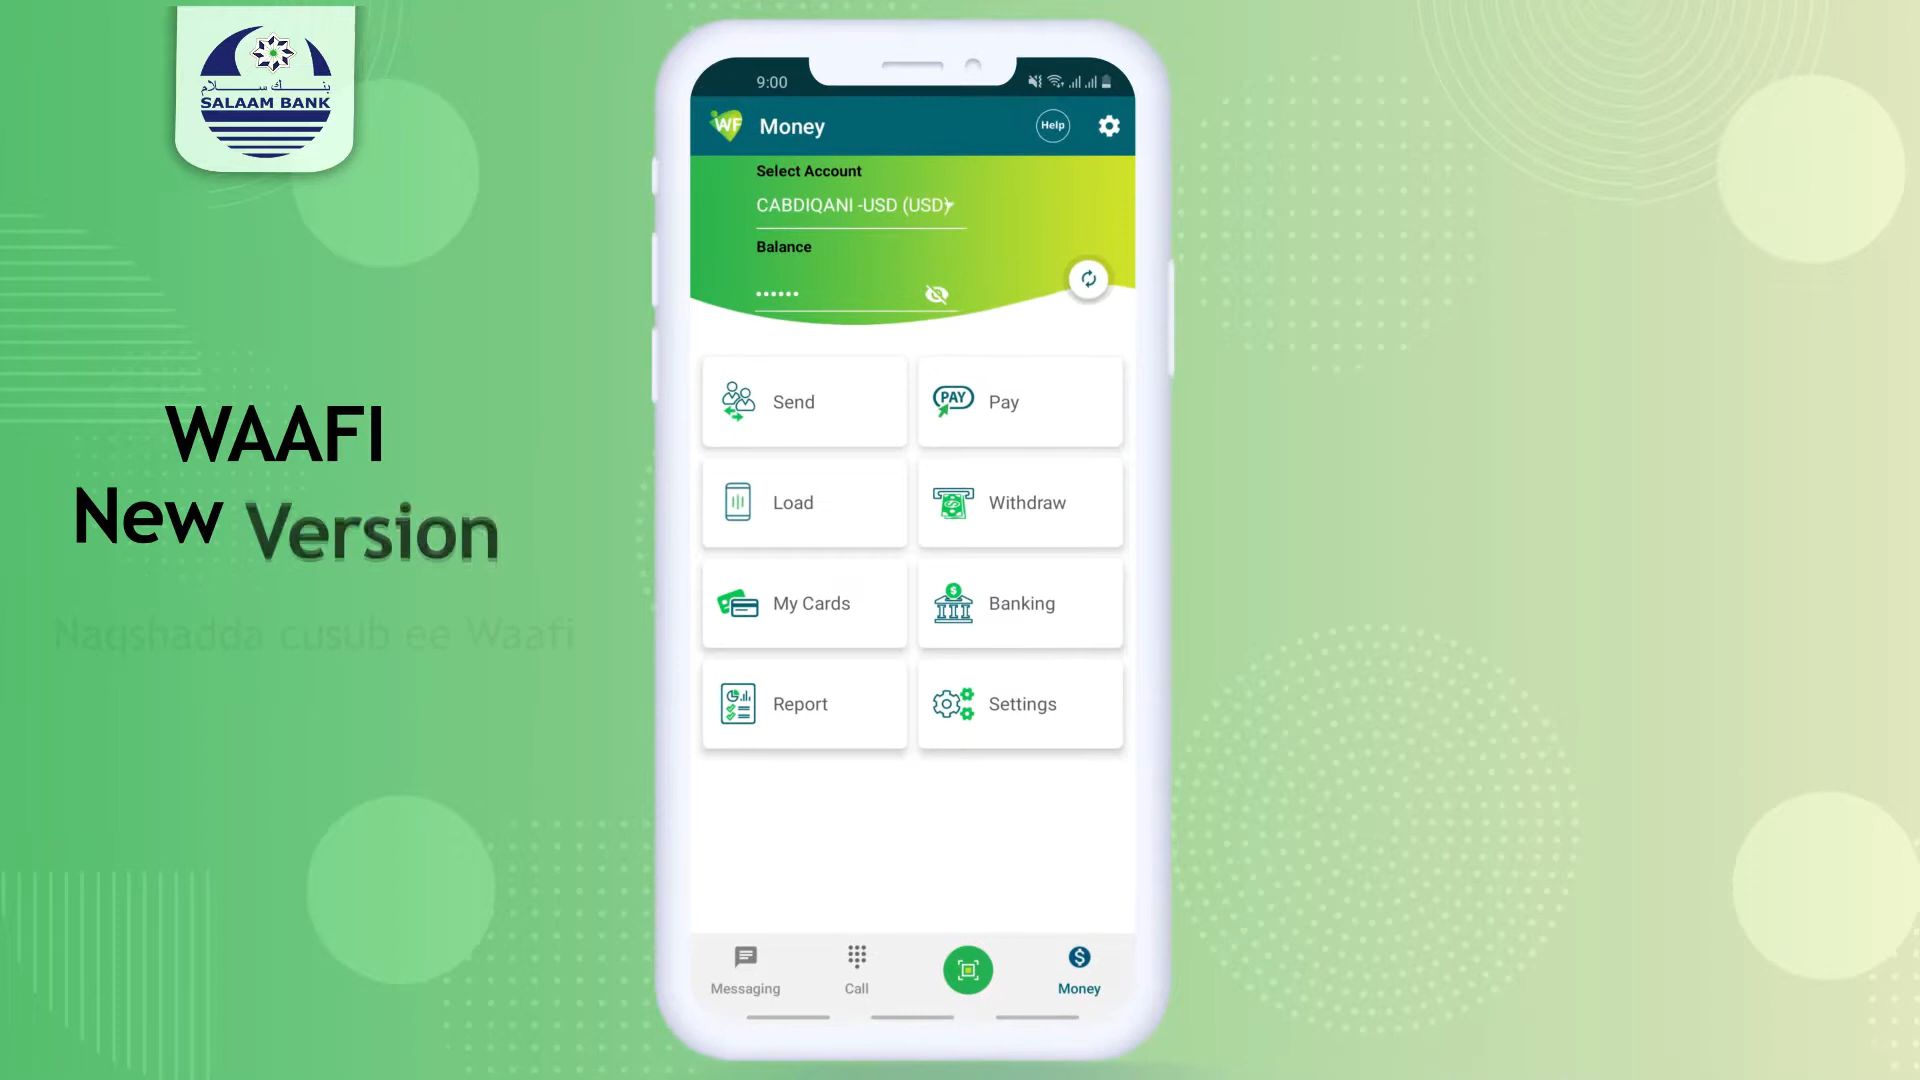 بنك سلام
SALAAM BANK
WAAFI
New Version
Naqshadda cusub ee Waafi
9:00
WF Money
Help
Select Account
CABDIQANI -USD (USD)
Balance
••••••
Send
Pay
PAY
Load
Withdraw
My Cards
Banking
Report
Settings
Messaging
Call
Money